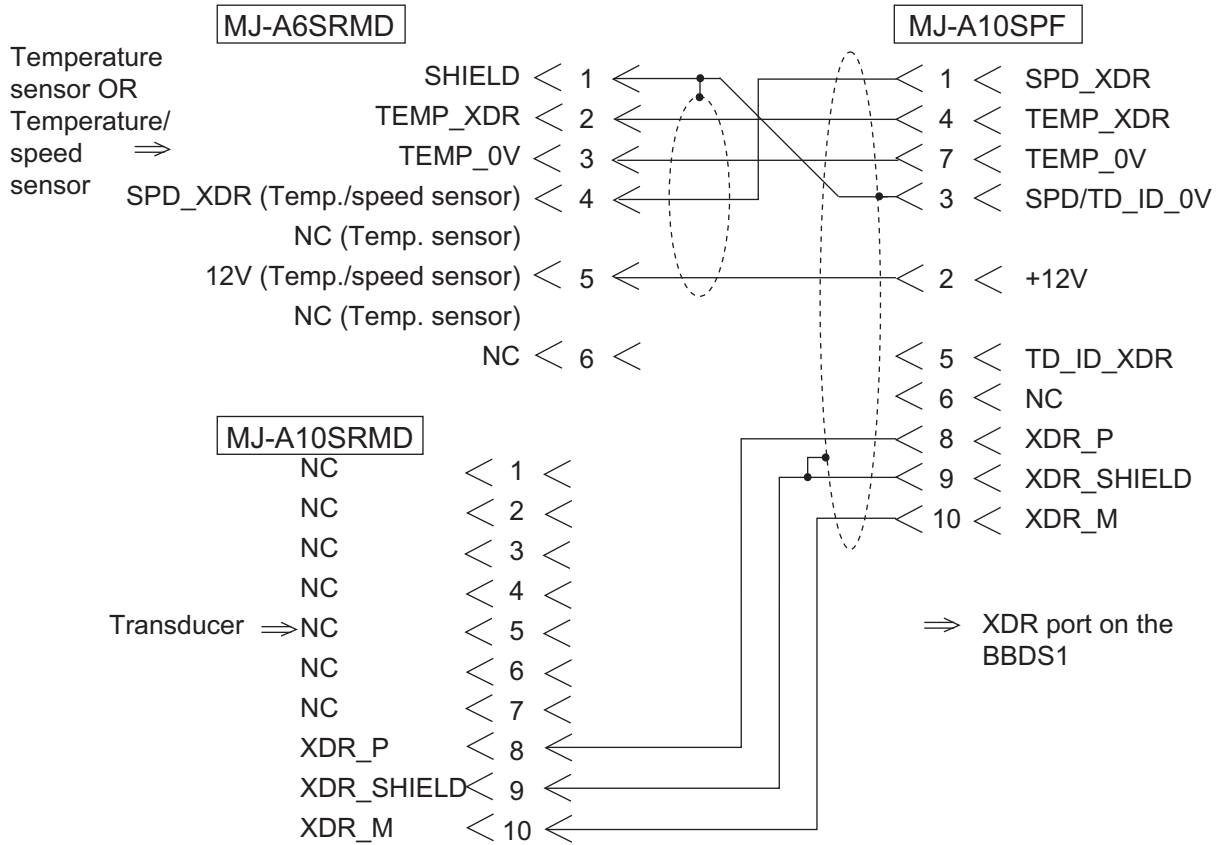 MJ-A6SRMD
MJ-A10SPF
Temperature
sensor OR
Temperature/
speed
sensor
SHIELD 1
TEMP_XDR 2
TEMP_0V 3
SPD_XDR (Temp./speed sensor) 4
NC (Temp. sensor)
12V (Temp./speed sensor) 5
NC (Temp. sensor)
NC 6
1 SPD_XDR
4 TEMP_XDR
7 TEMP_0V
3 SPD/TD_ID_0V
2 +12V
5 TD_ID_XDR
6 NC
8 XDR_P
9 XDR_SHIELD
10 XDR_M
MJ-A10SRMD
NC 1
NC 2
NC 3
NC 4
Transducer NC 5
NC 6
NC 7
XDR_P 8
XDR_SHIELD 9
XDR_M 10
XDR port on the
BBDS1